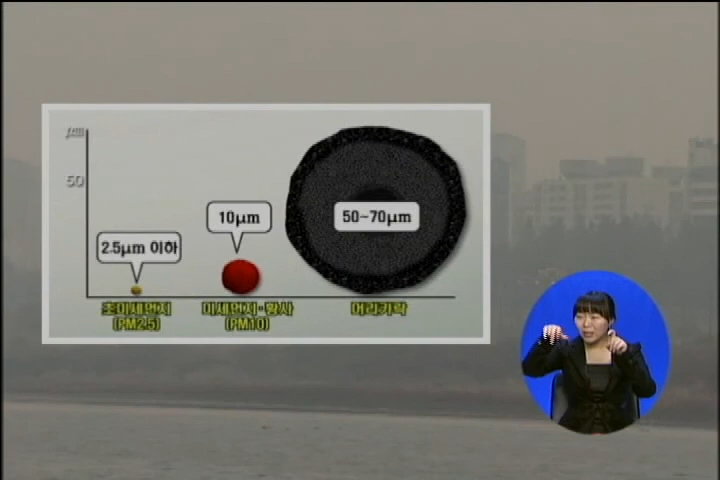 μm
50
2.5μm 이하
10μm
50~70μm
초미세먼지
(PM2.5)
미세먼지·황사
(PM10)
머리카락